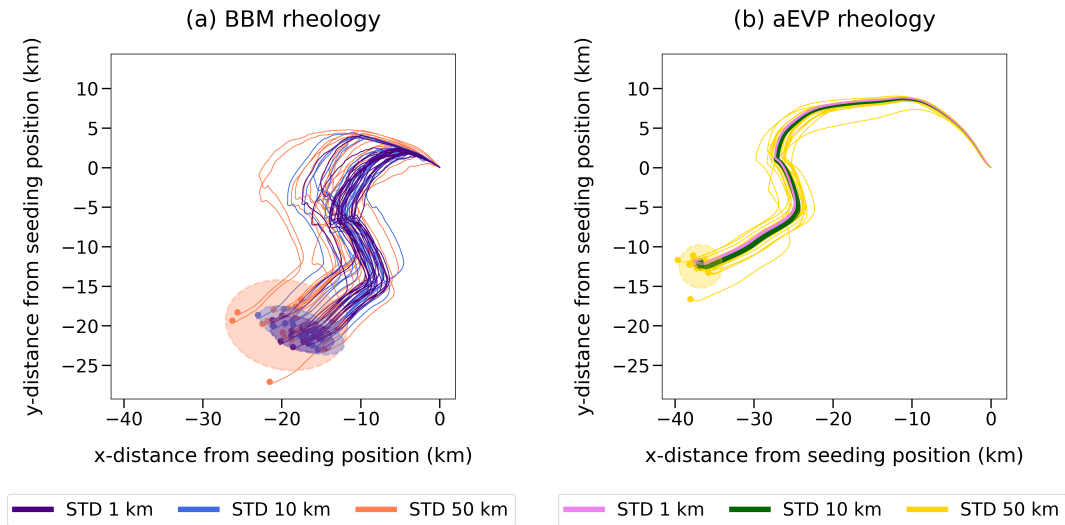 (a) BBM rheology
y-distance from seeding position (km)
10
5
0
−5
−10
−15
−20
−25
−40 −30 −20 −10 0
x-distance from seeding position (km)
STD 1 km STD 10 km STD 50 km
(b) aEVP rheology
y-distance from seeding position (km)
10
5
0
−5
−10
−15
−20
−25
−40 −30 −20 −10 0
x-distance from seeding position (km)
STD 1 km STD 10 km STD 50 km